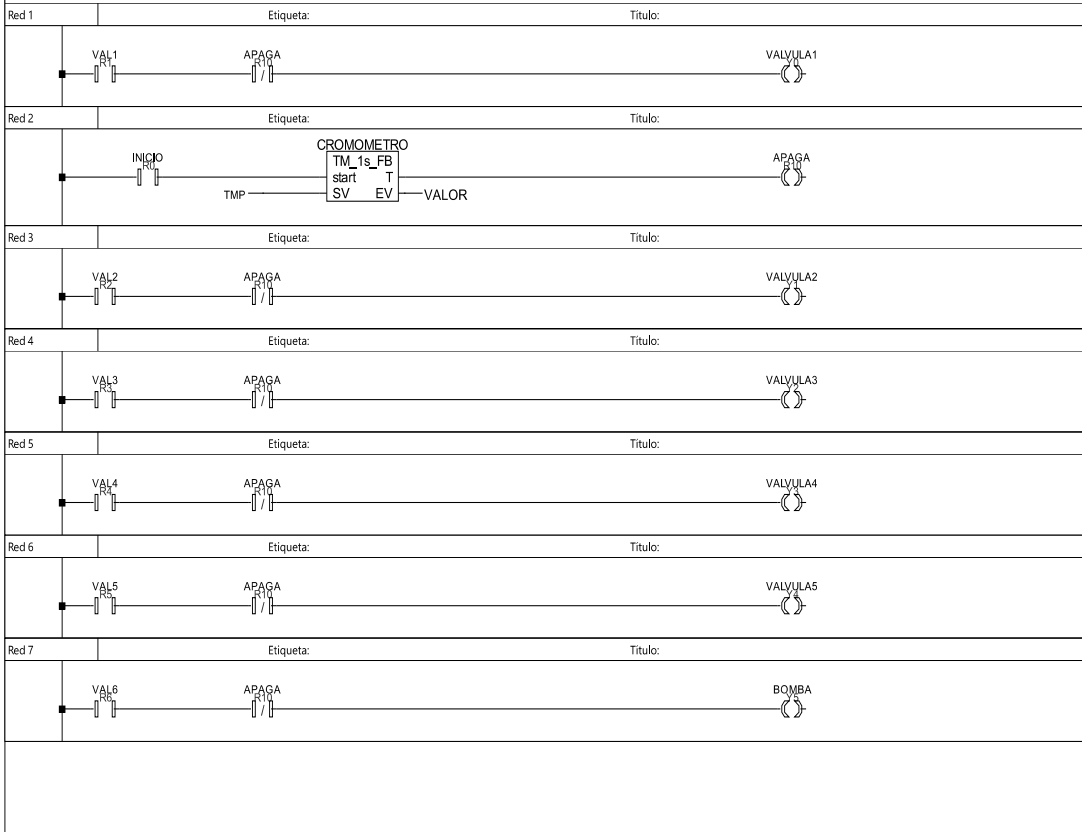 Red 1 Etiqueta: Título:
VAL1 APAGA VALVULA1
R1 R10 Y0
Red 2 Etiqueta: Título:
CROMOMETRO
INICIO TM_1s_FB APAGA
R0 start T R10
TMP SV EV VALOR
Red 3 Etiqueta: Título:
VAL2 APAGA VALVULA2
R2 R10 Y1
Red 4 Etiqueta: Título:
VAL3 APAGA VALVULA3
R3 R10 Y2
Red 5 Etiqueta: Título:
VAL4 APAGA VALVULA4
R4 R10 Y3
Red 6 Etiqueta: Título:
VAL5 APAGA VALVULA5
R5 R10 Y4
Red 7 Etiqueta: Título:
VAL6 APAGA BOMBA
R6 R10 Y5